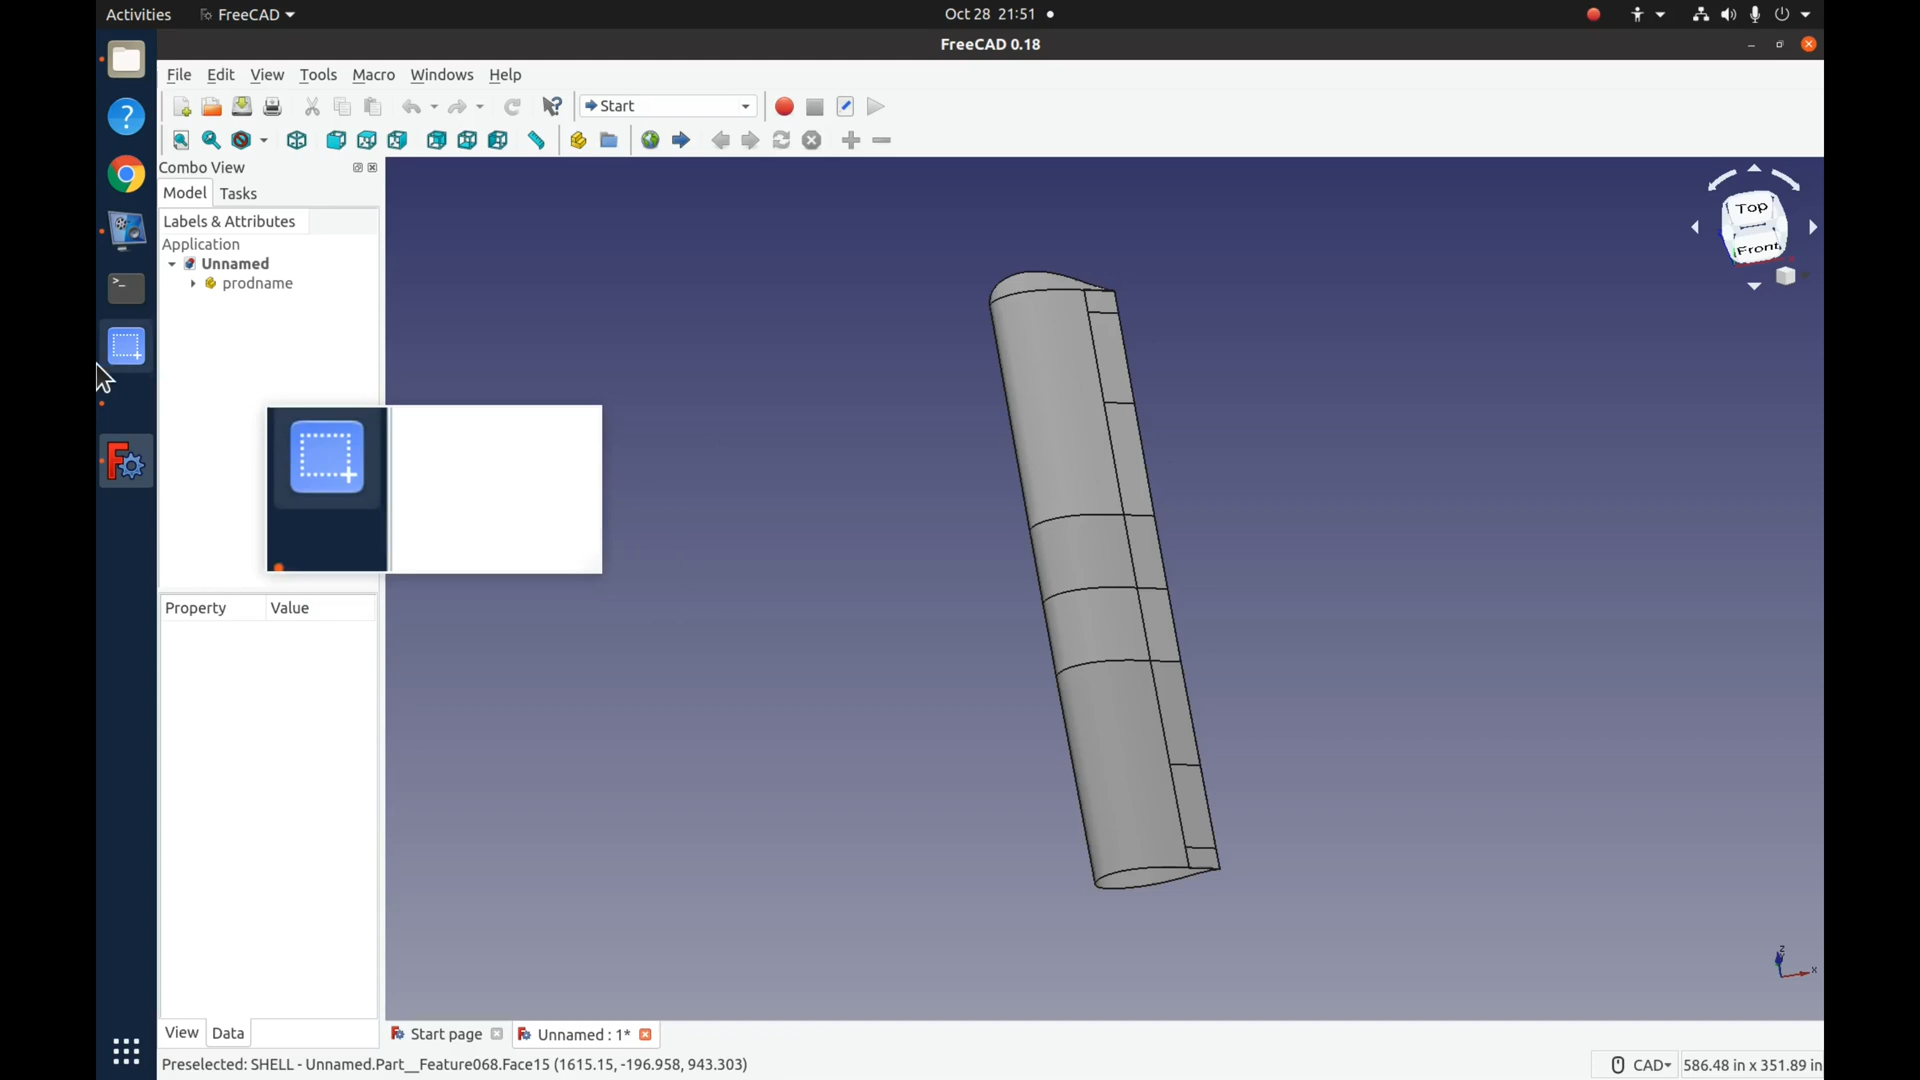 Activities FreeCAD Oct 28 21:51
FreeCAD 0.18
File Edit View Tools Macro Windows Help
Start
Combo View
Model Tasks
Labels & Attributes
Application
Unnamed
prodname
Top
Front
Property Value
z
x
View Data
Start page Unnamed : 1*
Preselected: SHELL - Unnamed.Part__Feature068.Face15 (1615.15, -196.958, 943.303) CAD 586.48 in x 351.89 in